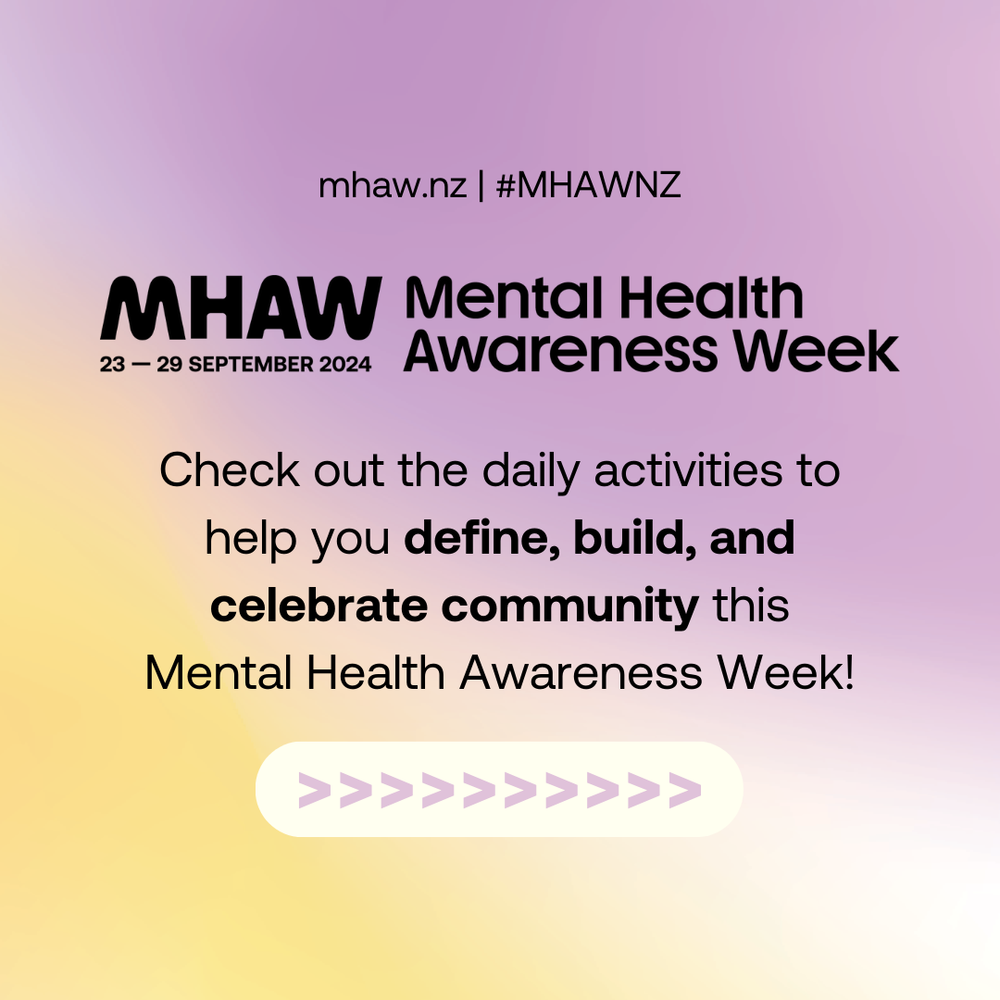 mhaw.nz | #MHAWNZ
MHAW Mental Health
Awareness Week
23 — 29 SEPTEMBER 2024
Check out the daily activities to
help you define, build, and
celebrate community this
Mental Health Awareness Week!
>>>>>>>>>>